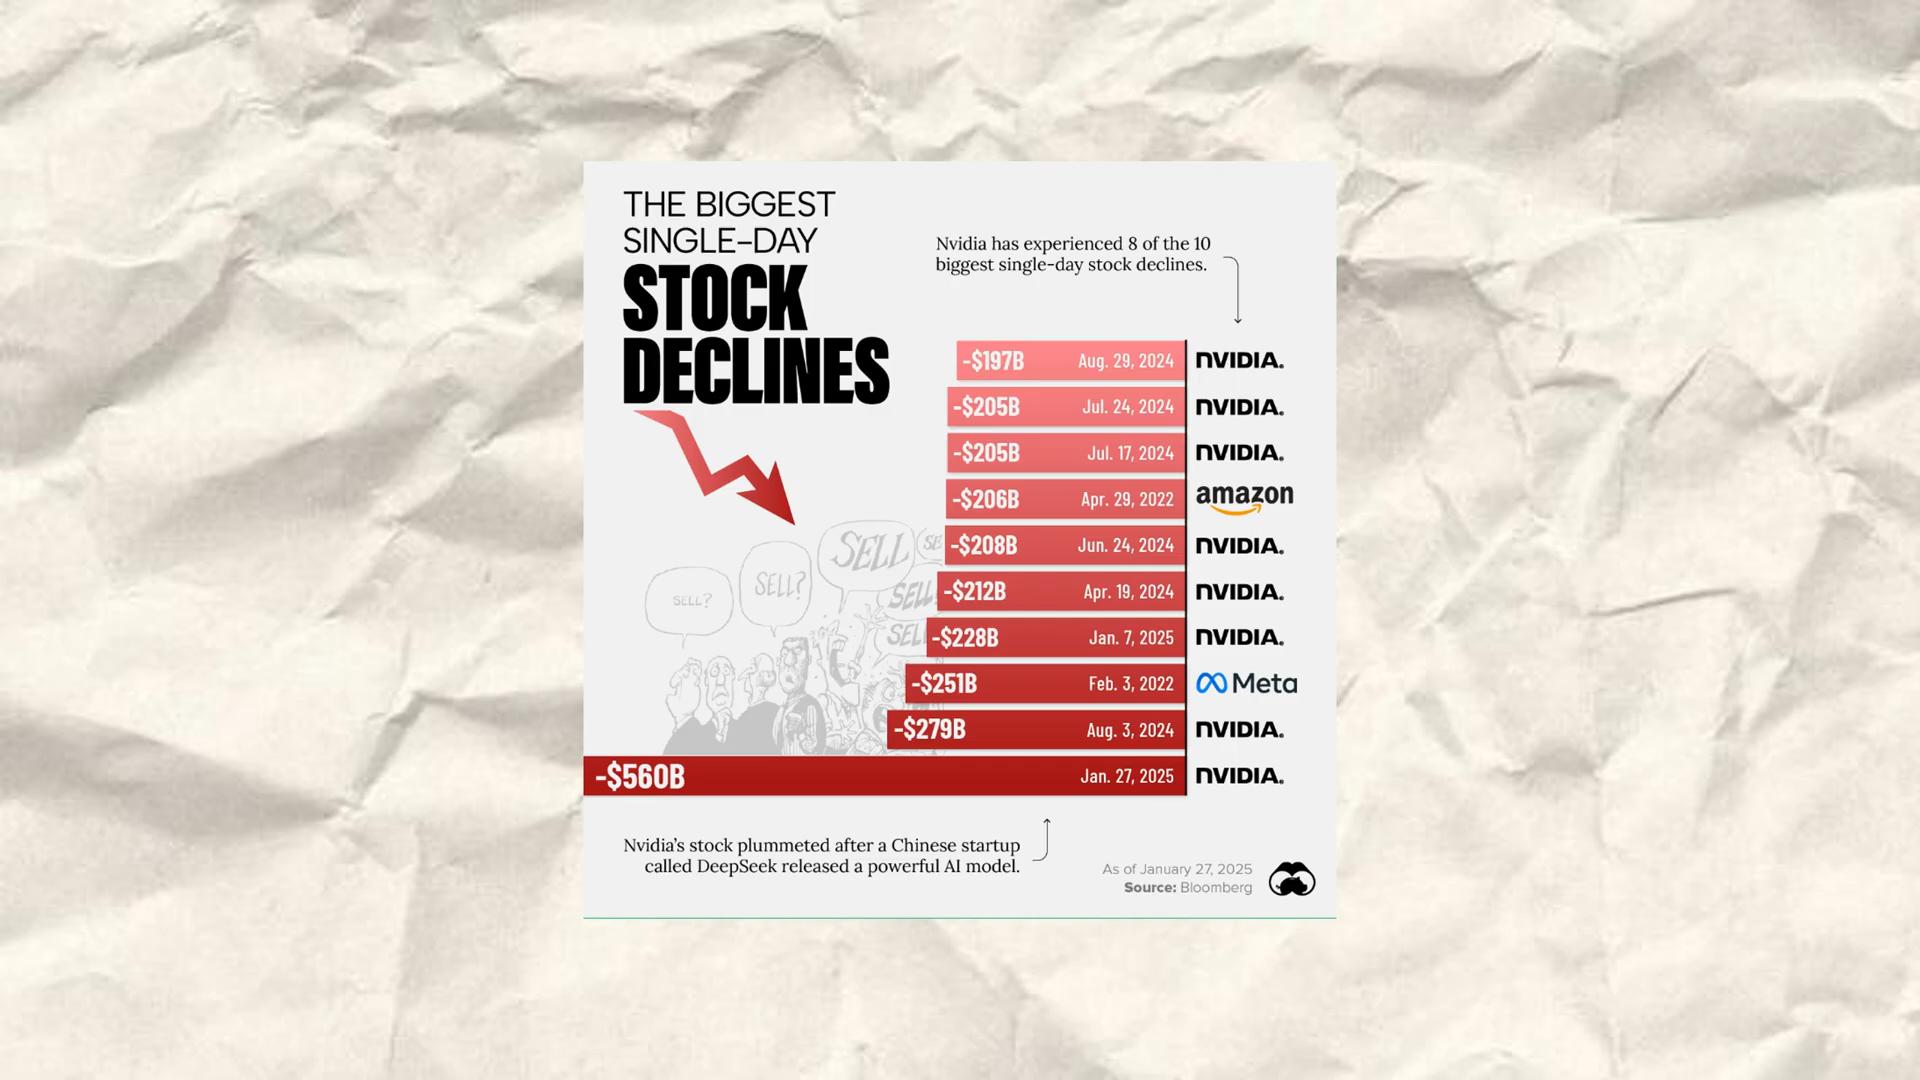 THE BIGGEST
SINGLE-DAY
STOCK
DECLINES
Nvidia has experienced 8 of the 10
biggest single-day stock declines.
-$197B Aug. 29, 2024 NVIDIA.
-$205B Jul. 24, 2024 NVIDIA.
-$205B Jul. 17, 2024 NVIDIA.
-$206B Apr. 29, 2022 amazon
-$208B Jun. 24, 2024 NVIDIA.
-$212B Apr. 19, 2024 NVIDIA.
-$228B Jan. 7, 2025 NVIDIA.
-$251B Feb. 3, 2022 Meta
-$279B Aug. 3, 2024 NVIDIA.
-$560B Jan. 27, 2025 NVIDIA.
SELL?
SELL?
SELL
SE
SELL
SELL
Nvidia's stock plummeted after a Chinese startup
called DeepSeek released a powerful AI model.
As of January 27, 2025
Source: Bloomberg